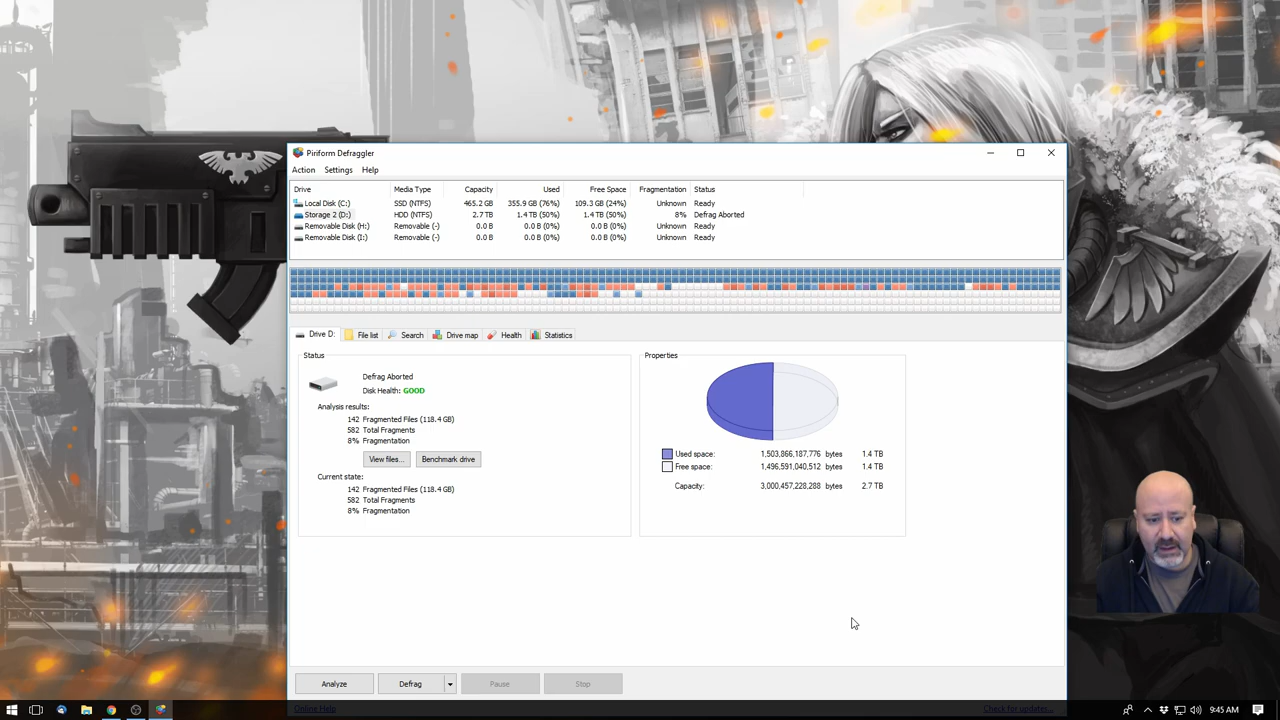 Piriform Defraggler
Action Settings Help
Drive Media Type Capacity Used Free Space Fragmentation Status
Local Disk (C:) SSD (NTFS) 465.2 GB 355.9 GB (76%) 109.3 GB (24%) Unknown Ready
Storage 2 (D:) HDD (NTFS) 2.7 TB 1.4 TB (50%) 1.4 TB (50%) 8% Defrag Aborted
Removable Disk (H:) Removable (-) 0.0 B 0.0 B (0%) 0.0 B (0%) Unknown Ready
Removable Disk (I:) Removable (-) 0.0 B 0.0 B (0%) 0.0 B (0%) Unknown Ready
Drive D: File list Search Drive map Health Statistics
Status
Defrag Aborted
Disk Health: GOOD
Analysis results:
142 Fragmented Files (118.4 GB)
582 Total Fragments
8% Fragmentation
View files... Benchmark drive
Current state:
142 Fragmented Files (118.4 GB)
582 Total Fragments
8% Fragmentation
Properties
Used space: 1,503,866,187,776 bytes 1.4 TB
Free space: 1,496,591,040,512 bytes 1.4 TB
Capacity: 3,000,457,228,288 bytes 2.7 TB
Analyze Defrag Pause Stop
Online Help Check for updates...
9:45 AM